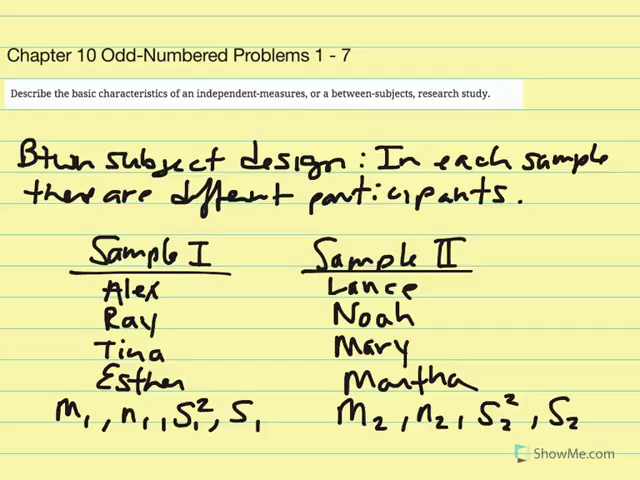 Chapter 10 Odd-Numbered Problems 1 - 7
Describe the basic characteristics of an independent-measures, or a between-subjects, research study.
Btwn subject design : In each sample
there are different participants.
Sample I Sample II
Alex Lance
Ray Noah
Tina Mary
Esther Martha
M₁, n₁, S₁², S₁ M₂, n₂, S₂², S₂
ShowMe.com